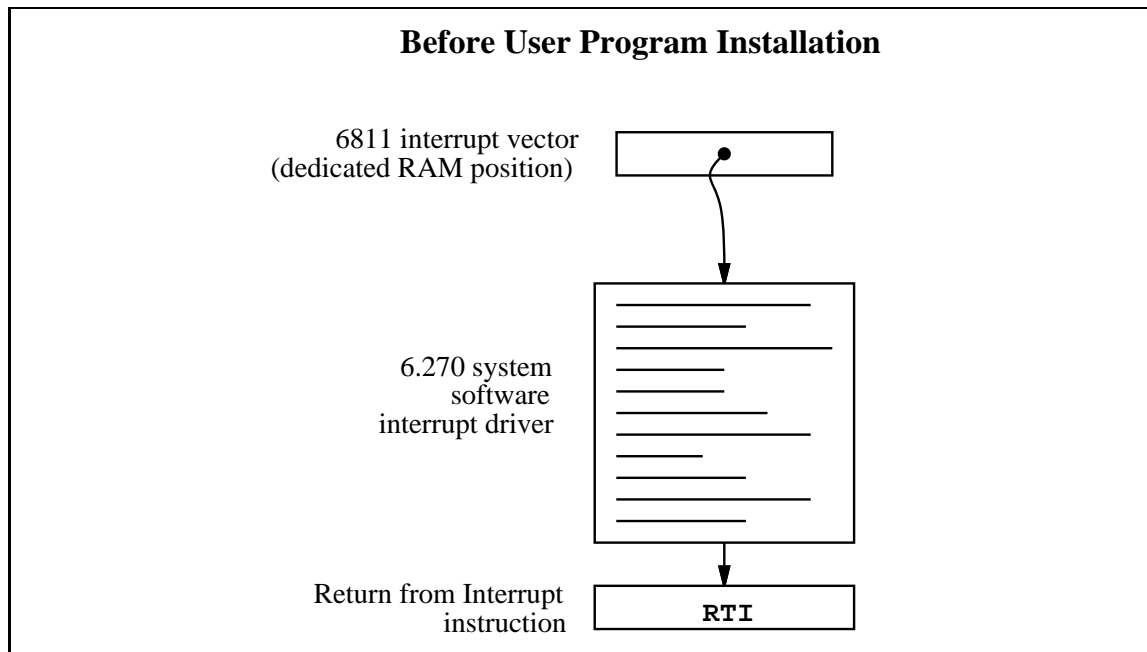 Before User Program Installation
6811 interrupt vector
(dedicated RAM position)
6.270 system
software
interrupt driver
Return from Interrupt
instruction
RTI